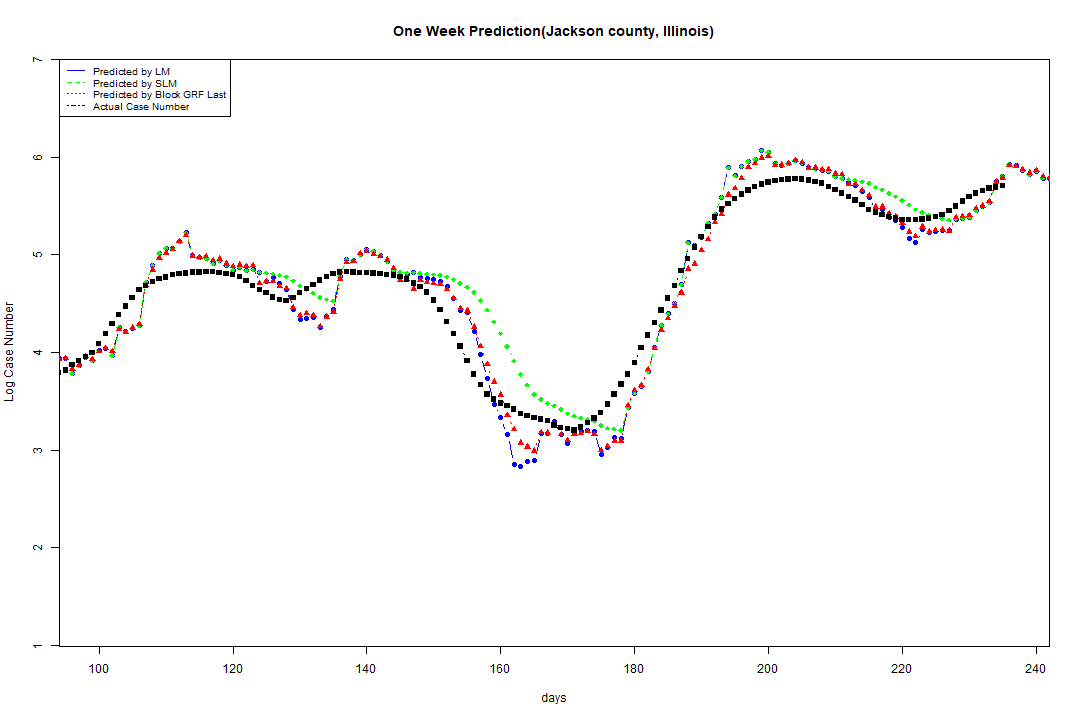 One Week Prediction(Jackson county, Illinois)
Predicted by LM
Predicted by SLM
Predicted by Block GRF Last
Actual Case Number
7
6
5
4
3
2
1
Log Case Number
100 120 140 160 180 200 220 240
days